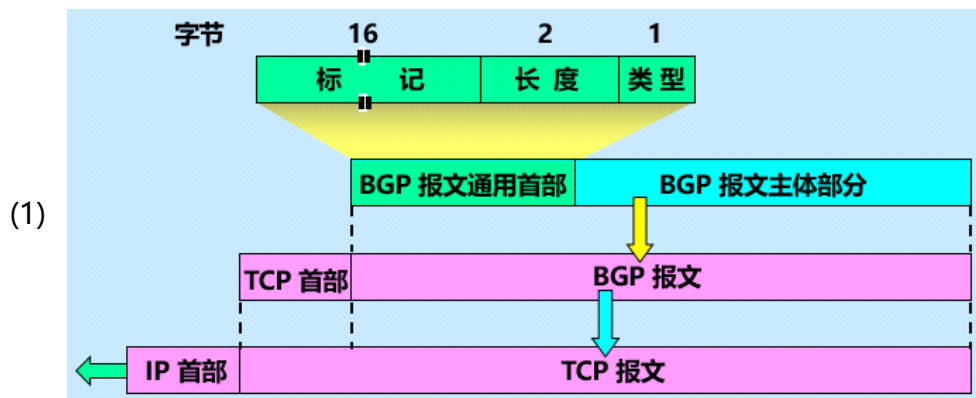 字节 16 2 1
标 记 长 度 类 型
BGP 报文通用首部 BGP 报文主体部分
(1)
TCP 首部 BGP 报文
IP 首部 TCP 报文